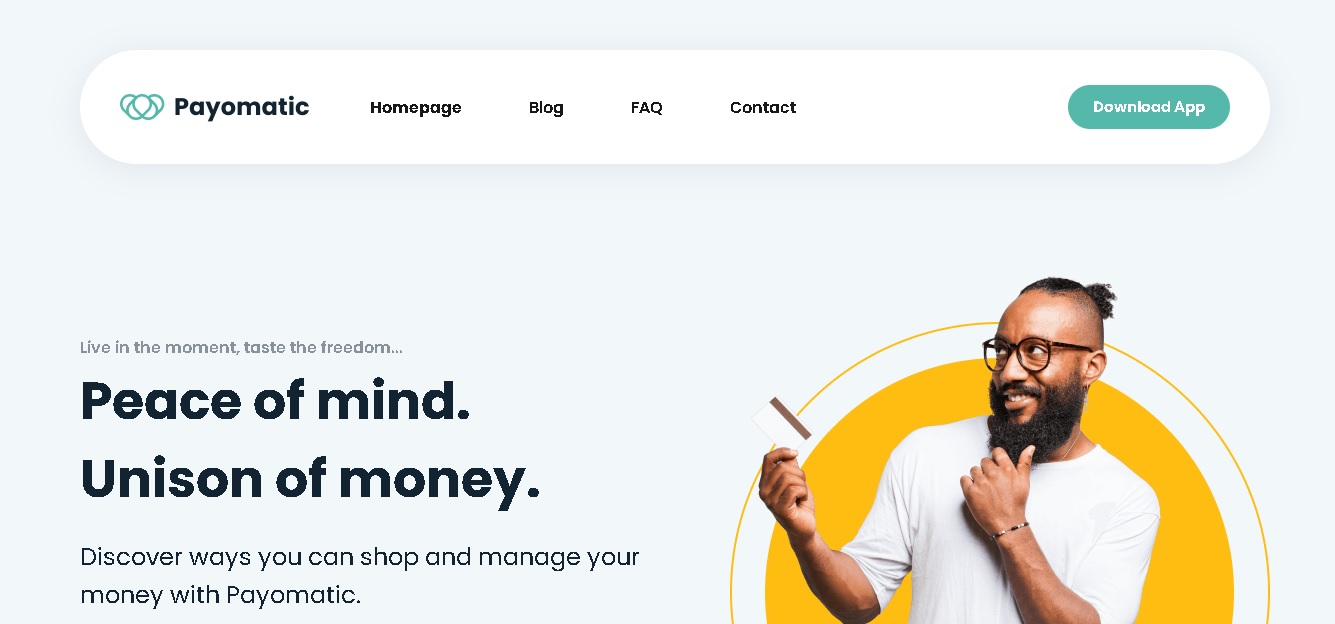 Payomatic
Homepage
Blog
FAQ
Contact
Download App
Live in the moment, taste the freedom...
Peace of mind.
Unison of money.
Discover ways you can shop and manage your
money with Payomatic.